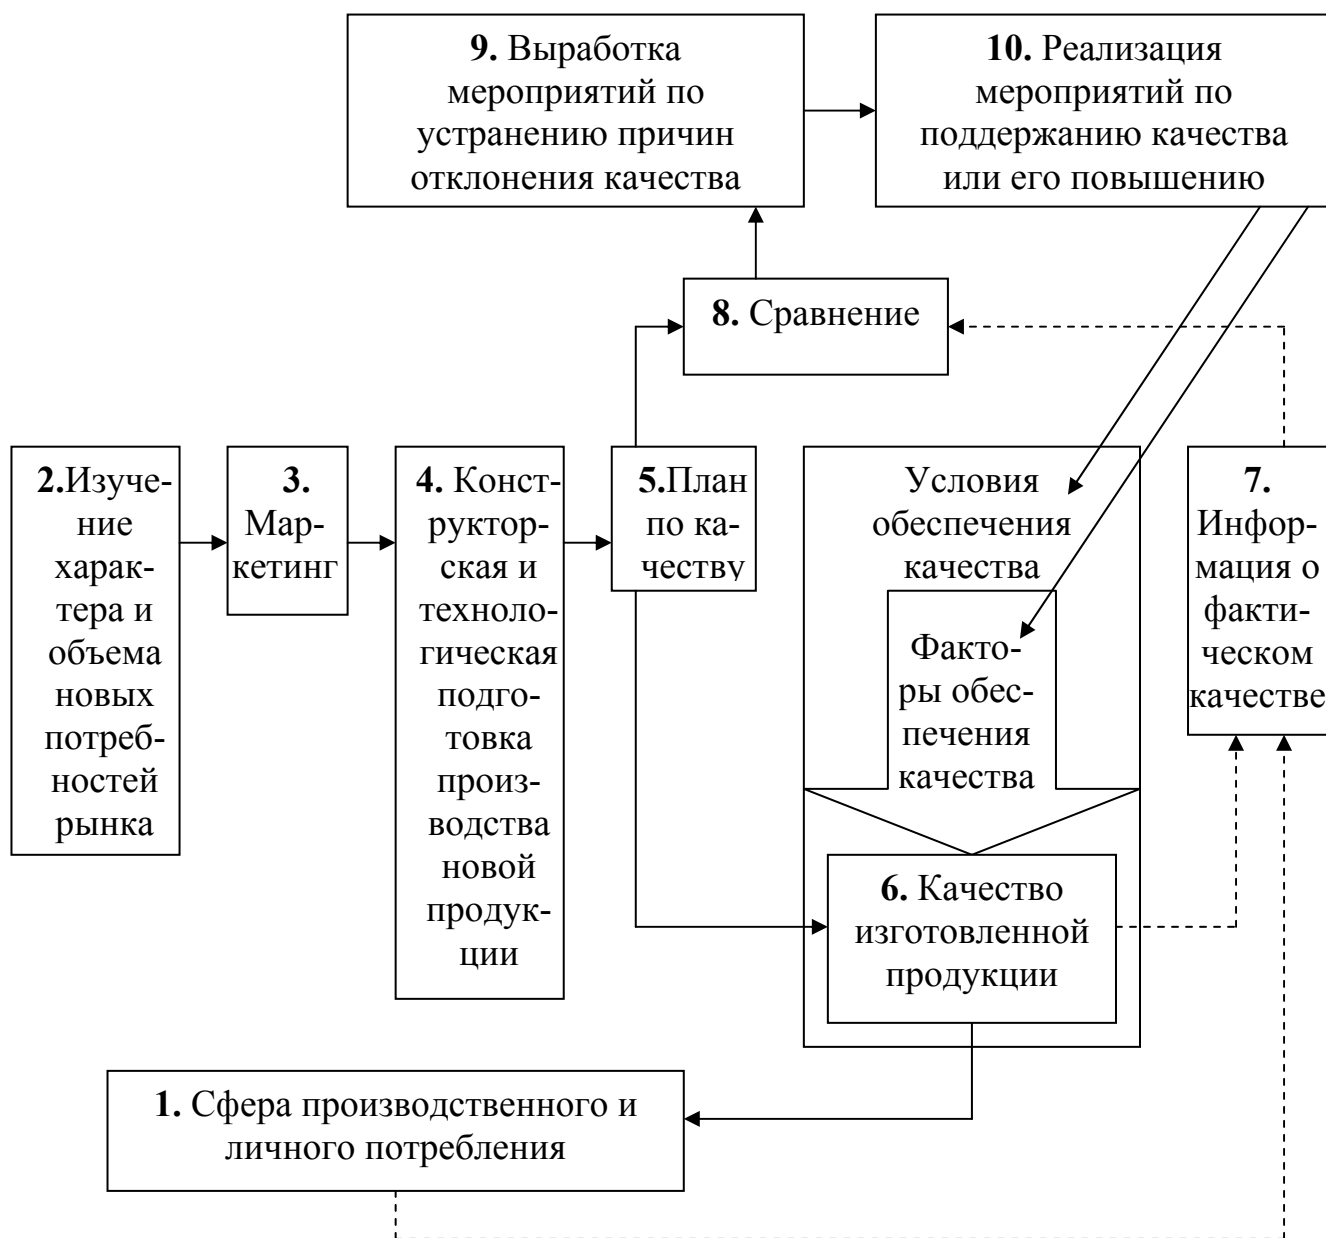 9. Выработка
мероприятий по
устранению причин
отклонения качества
10. Реализация
мероприятий по
поддержанию качества
или его повышению
8. Сравнение
2.Изуче-
ние
харак-
тера и
объема
новых
потреб-
ностей
рынка
3.
Мар-
кетинг
4. Конст-
руктор-
ская и
техноло-
гическая
подго-
товка
произ-
водства
новой
продук-
ции
5.План
по ка-
честву
Условия
обеспечения
качества
Факто-
ры обес-
печения
качества
7.
Инфор-
мация о
факти-
ческом
качестве
6. Качество
изготовленной
продукции
1. Сфера производственного и
личного потребления